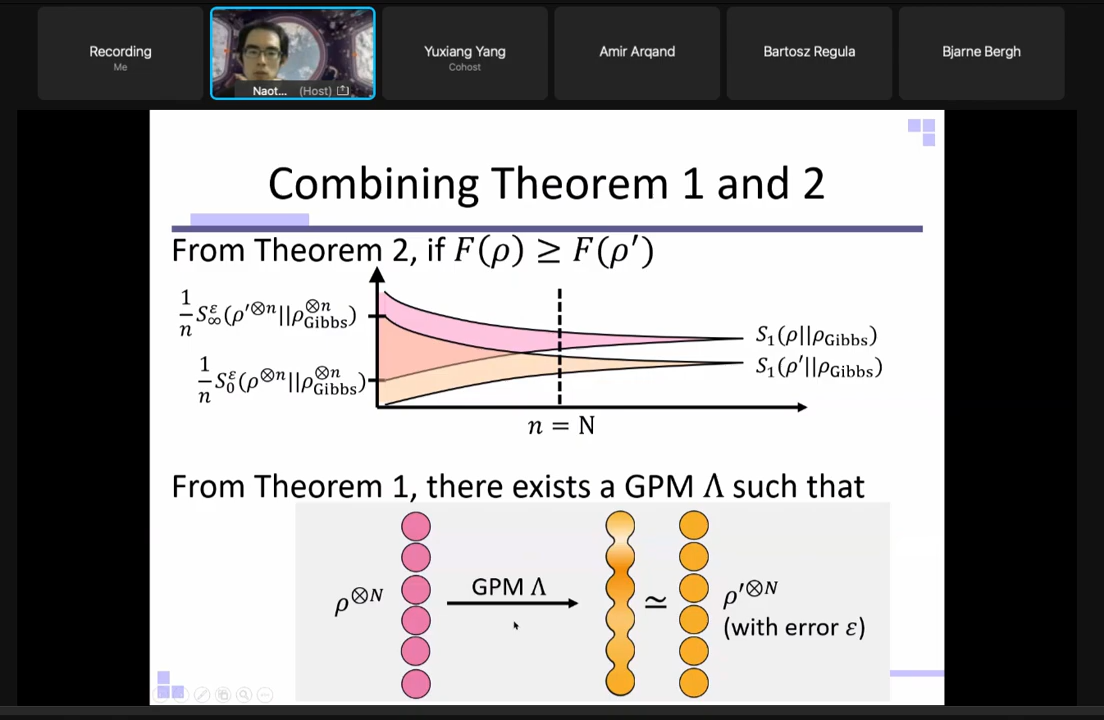 Recording
Me
Naot... (Host)
Yuxiang Yang
Cohost
Amir Arqand
Bartosz Regula
Bjarne Bergh
Combining Theorem 1 and 2
From Theorem 2, if F(ρ) ≥ F(ρ′)
1/n S_∞^ε(ρ′^⊗n||ρ_Gibbs^⊗n)
S₁(ρ||ρ_Gibbs)
S₁(ρ′||ρ_Gibbs)
1/n S_0^ε(ρ^⊗n||ρ_Gibbs^⊗n)
n = N
From Theorem 1, there exists a GPM Λ such that
ρ^⊗N
GPM Λ
≃
ρ′^⊗N
(with error ε)